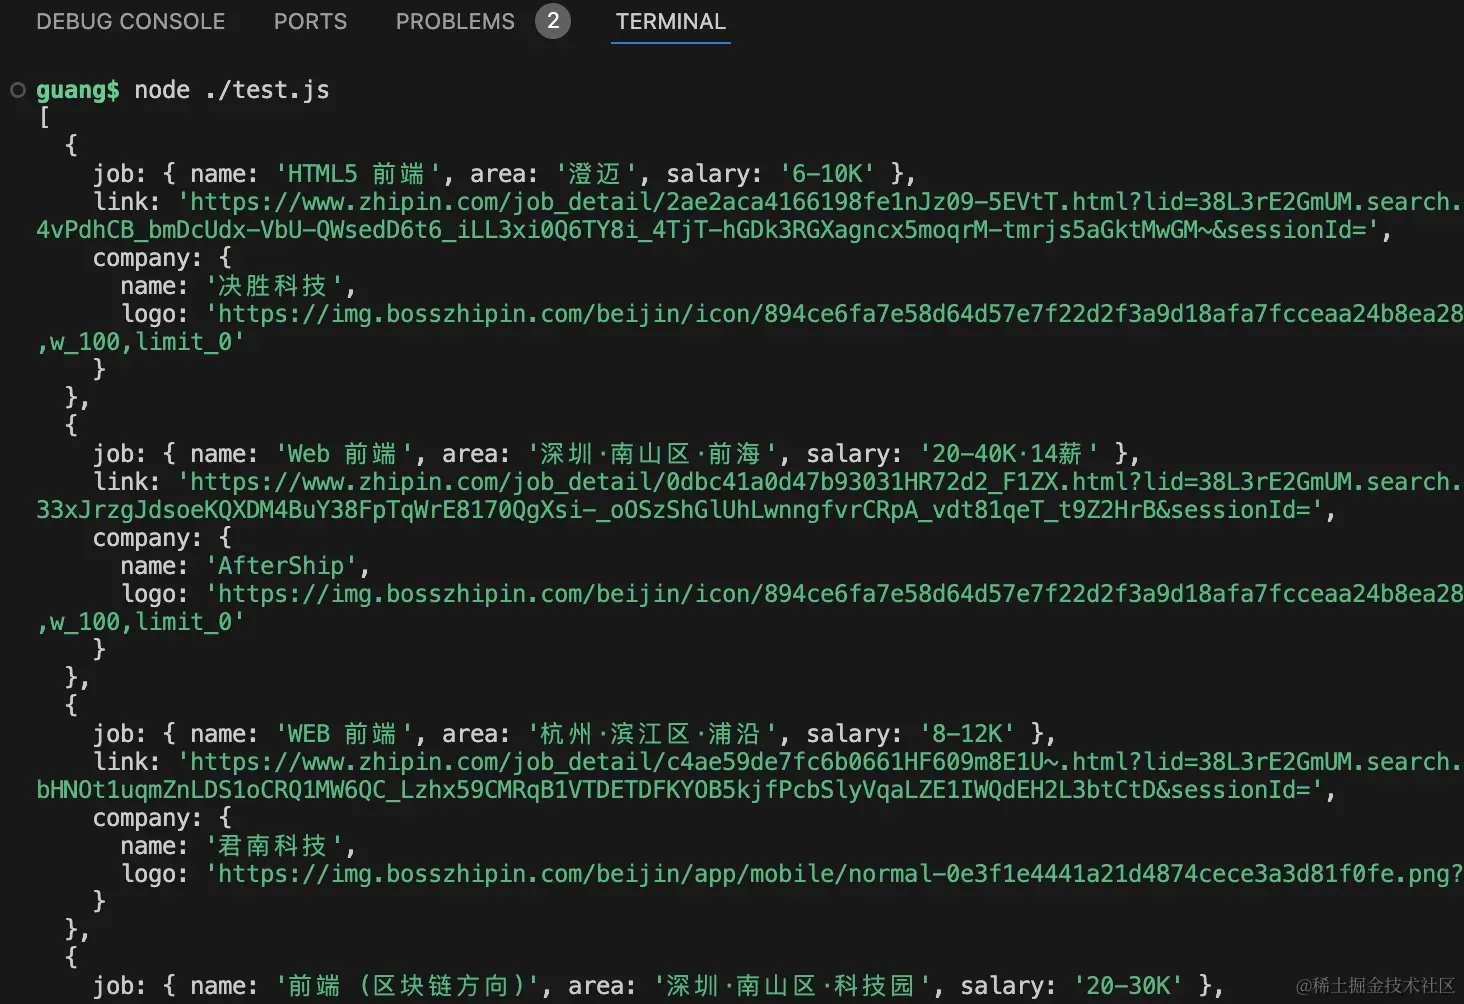 DEBUG CONSOLE PORTS PROBLEMS 2 TERMINAL
guang$ node ./test.js
[
{
job: { name: 'HTML5 前端', area: '澄迈', salary: '6-10K' },
link: 'https://www.zhipin.com/job_detail/2ae2aca4166198fe1nJz09-5EVtT.html?lid=38L3rE2GmUM.search.
4vPdhCB_bmDcUdx-VbU-QWsedD6t6_iLL3xi0Q6TY8i_4TjT-hGDk3RGXagncx5moqrM-tmrjs5aGktMwGM~&sessionId=',
company: {
name: '决胜科技',
logo: 'https://img.bosszhipin.com/beijin/icon/894ce6fa7e58d64d57e7f22d2f3a9d18afa7fcceaa24b8ea28
,w_100,limit_0'
}
},
{
job: { name: 'Web 前端', area: '深圳·南山区·前海', salary: '20-40K·14薪' },
link: 'https://www.zhipin.com/job_detail/0dbc41a0d47b93031HR72d2_F1ZX.html?lid=38L3rE2GmUM.search.
33xJrzgJdsoeKQXDM4BuY38FpTqWrE8170QgXsi-_oOSzShGlUhLwnngfvrCRpA_vdt81qeT_t9Z2HrB&sessionId=',
company: {
name: 'AfterShip',
logo: 'https://img.bosszhipin.com/beijin/icon/894ce6fa7e58d64d57e7f22d2f3a9d18afa7fcceaa24b8ea28
,w_100,limit_0'
}
},
{
job: { name: 'WEB 前端', area: '杭州·滨江区·浦沿', salary: '8-12K' },
link: 'https://www.zhipin.com/job_detail/c4ae59de7fc6b0661HF609m8E1U~.html?lid=38L3rE2GmUM.search.
bHNOt1uqmZnLDS1oCRQ1MW6QC_Lzhx59CMRqB1VTDETDFKYOB5kjfPcbSlyVqaLZE1IWQdEH2L3btCtD&sessionId=',
company: {
name: '君南科技',
logo: 'https://img.bosszhipin.com/beijin/app/mobile/normal-0e3f1e4441a21d4874cece3a3d81f0fe.png?
}
},
{
job: { name: '前端 (区块链方向)', area: '深圳·南山区·科技园', salary: '20-30K' },
@稀土掘金技术社区